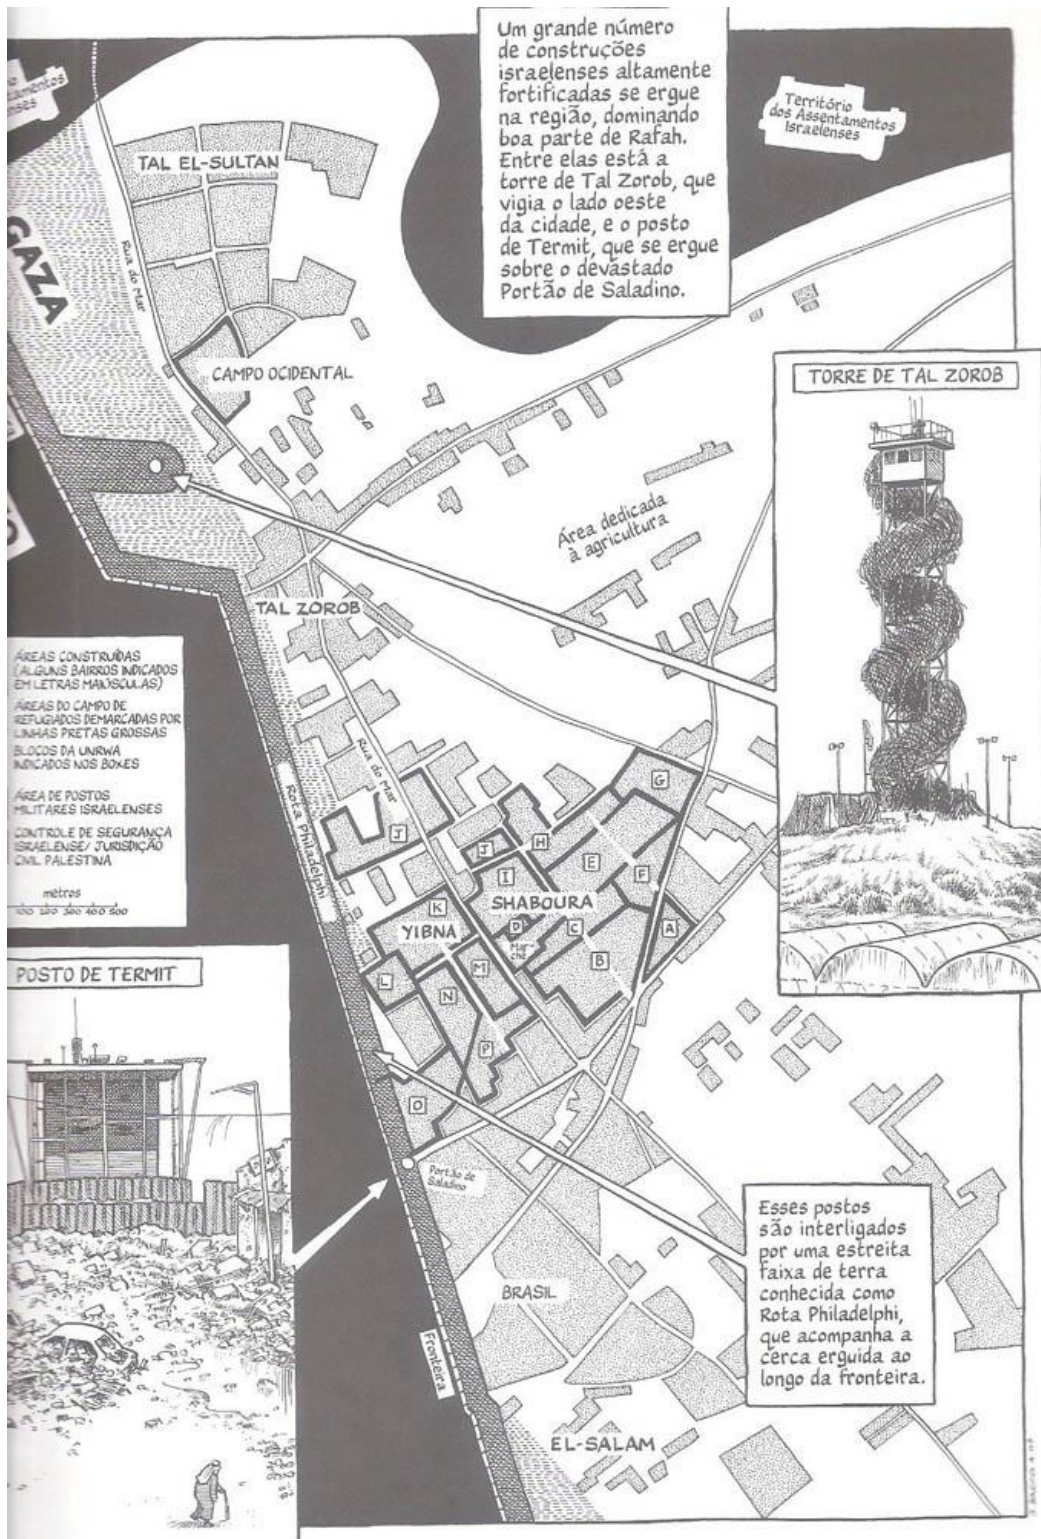 Um grande número
de construções
israelenses altamente
fortificadas se ergue
na região, dominando
boa parte de Rafah.
Entre elas está a
torre de Tal Zorob, que
vigia o lado oeste
da cidade, e o posto
de Termit, que se ergue
sobre o devastado
Portão de Saladino.
Território
dos Assentamentos
Israelenses
TAL EL-SULTAN
GAZA
Rua do Mar
CAMPO OCIDENTAL
TORRE DE TAL ZOROB
Área dedicada
à agricultura
TAL ZOROB
ÁREAS CONSTRUÍDAS
(ALGUNS BAIRROS INDICADOS
EM LETRAS MAIÚSCULAS)
ÁREAS DO CAMPO DE
REFUGIADOS DEMARCADAS POR
LINHAS PRETAS GROSSAS
BLOCOS DA UNRWA
INDICADOS NOS BOXES
ÁREA DE POSTOS
MILITARES ISRAELENSES
CONTROLE DE SEGURANÇA
ISRAELENSE/ JURISDIÇÃO
CIVIL PALESTINA
metros
100 200 300 400 500
Rua do Mar
Rota Philadelphi
G
J
H
J
E
I
F
SHABOURA
K
YIBNA
D
C
A
Mar-
ché
B
L
M
N
P
O
POSTO DE TERMIT
Portão de
Saladino
BRASIL
Fronteira
EL-SALAM
Esses postos
são interligados
por uma estreita
faixa de terra
conhecida como
Rota Philadelphi,
que acompanha a
cerca erguida ao
longo da fronteira.